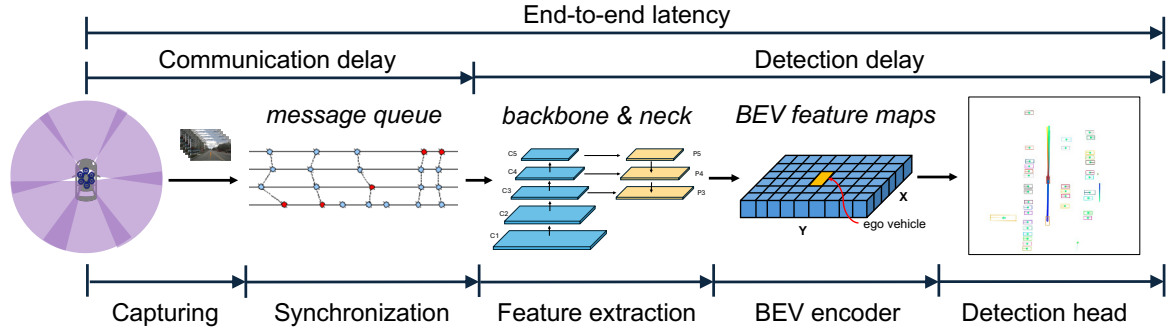 End-to-end latency
Communication delay
Detection delay
message queue
backbone & neck
BEV feature maps
C5
P5
C4
P4
C3
P3
C2
C1
X
Y
ego vehicle
Capturing
Synchronization
Feature extraction
BEV encoder
Detection head